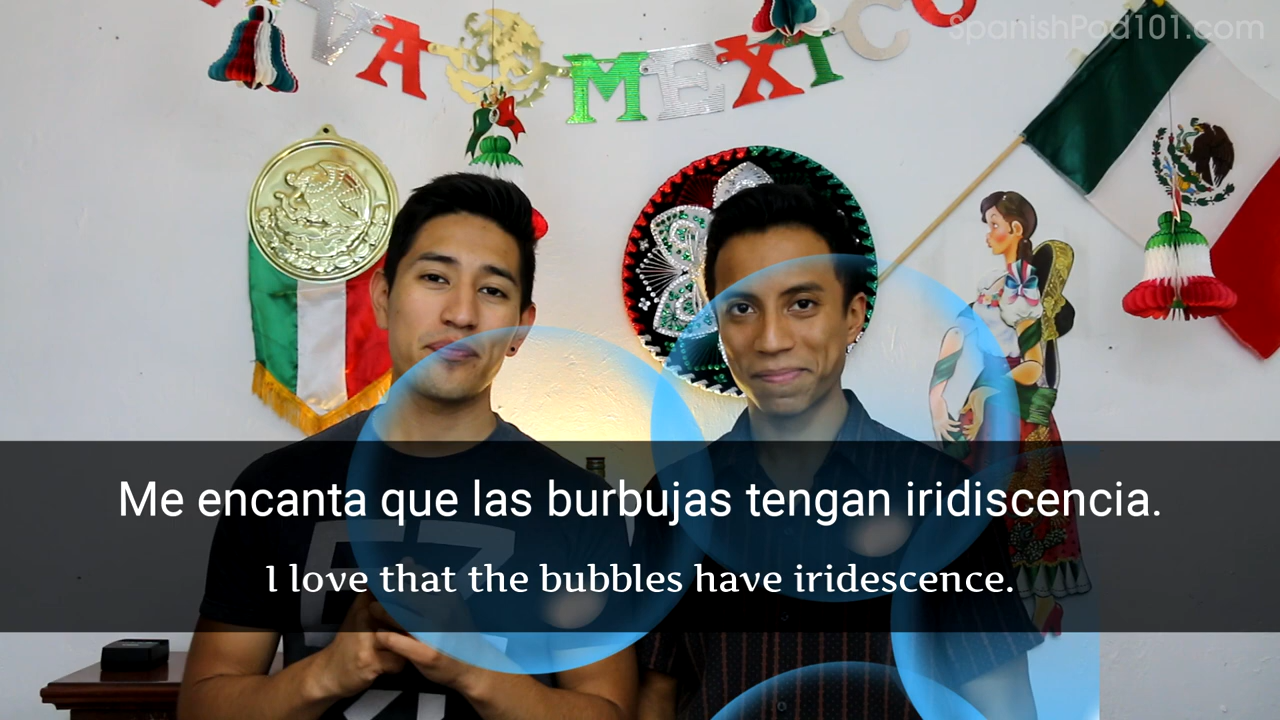 SpanishPod101.com
VA MEXICO
Me encanta que las burbujas tengan iridiscencia.
I love that the bubbles have iridescence.